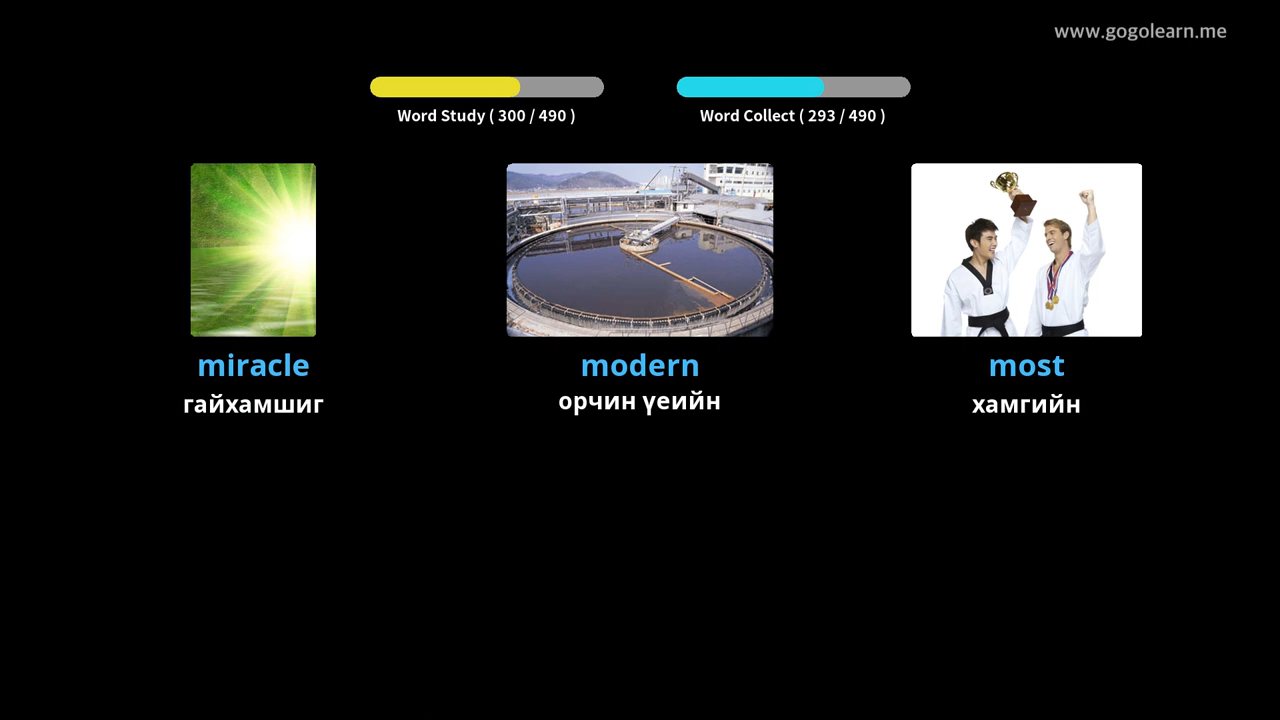 www.gogolearn.me
Word Study ( 300 / 490 )
Word Collect ( 293 / 490 )
miracle
гайхамшиг
modern
орчин үеийн
most
хамгийн